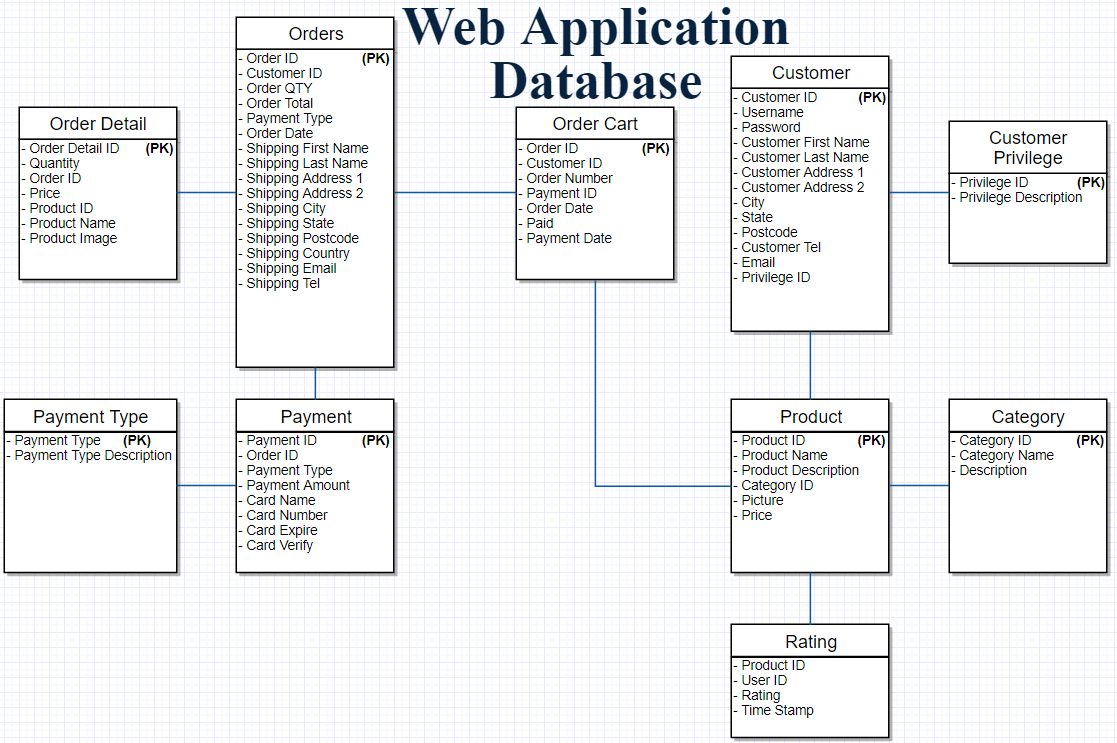 Web Application
Database
Orders
- Order ID (PK)
- Customer ID
- Order QTY
- Order Total
- Payment Type
- Order Date
- Shipping First Name
- Shipping Last Name
- Shipping Address 1
- Shipping Address 2
- Shipping City
- Shipping State
- Shipping Postcode
- Shipping Country
- Shipping Email
- Shipping Tel
Order Detail
- Order Detail ID (PK)
- Quantity
- Order ID
- Price
- Product ID
- Product Name
- Product Image
Order Cart
- Order ID (PK)
- Customer ID
- Order Number
- Payment ID
- Order Date
- Paid
- Payment Date
Customer
- Customer ID (PK)
- Username
- Password
- Customer First Name
- Customer Last Name
- Customer Address 1
- Customer Address 2
- City
- State
- Postcode
- Customer Tel
- Email
- Privilege ID
Customer
Privilege
- Privilege ID (PK)
- Privilege Description
Payment Type
- Payment Type (PK)
- Payment Type Description
Payment
- Payment ID (PK)
- Order ID
- Payment Type
- Payment Amount
- Card Name
- Card Number
- Card Expire
- Card Verify
Product
- Product ID (PK)
- Product Name
- Product Description
- Category ID
- Picture
- Price
Category
- Category ID (PK)
- Category Name
- Description
Rating
- Product ID
- User ID
- Rating
- Time Stamp